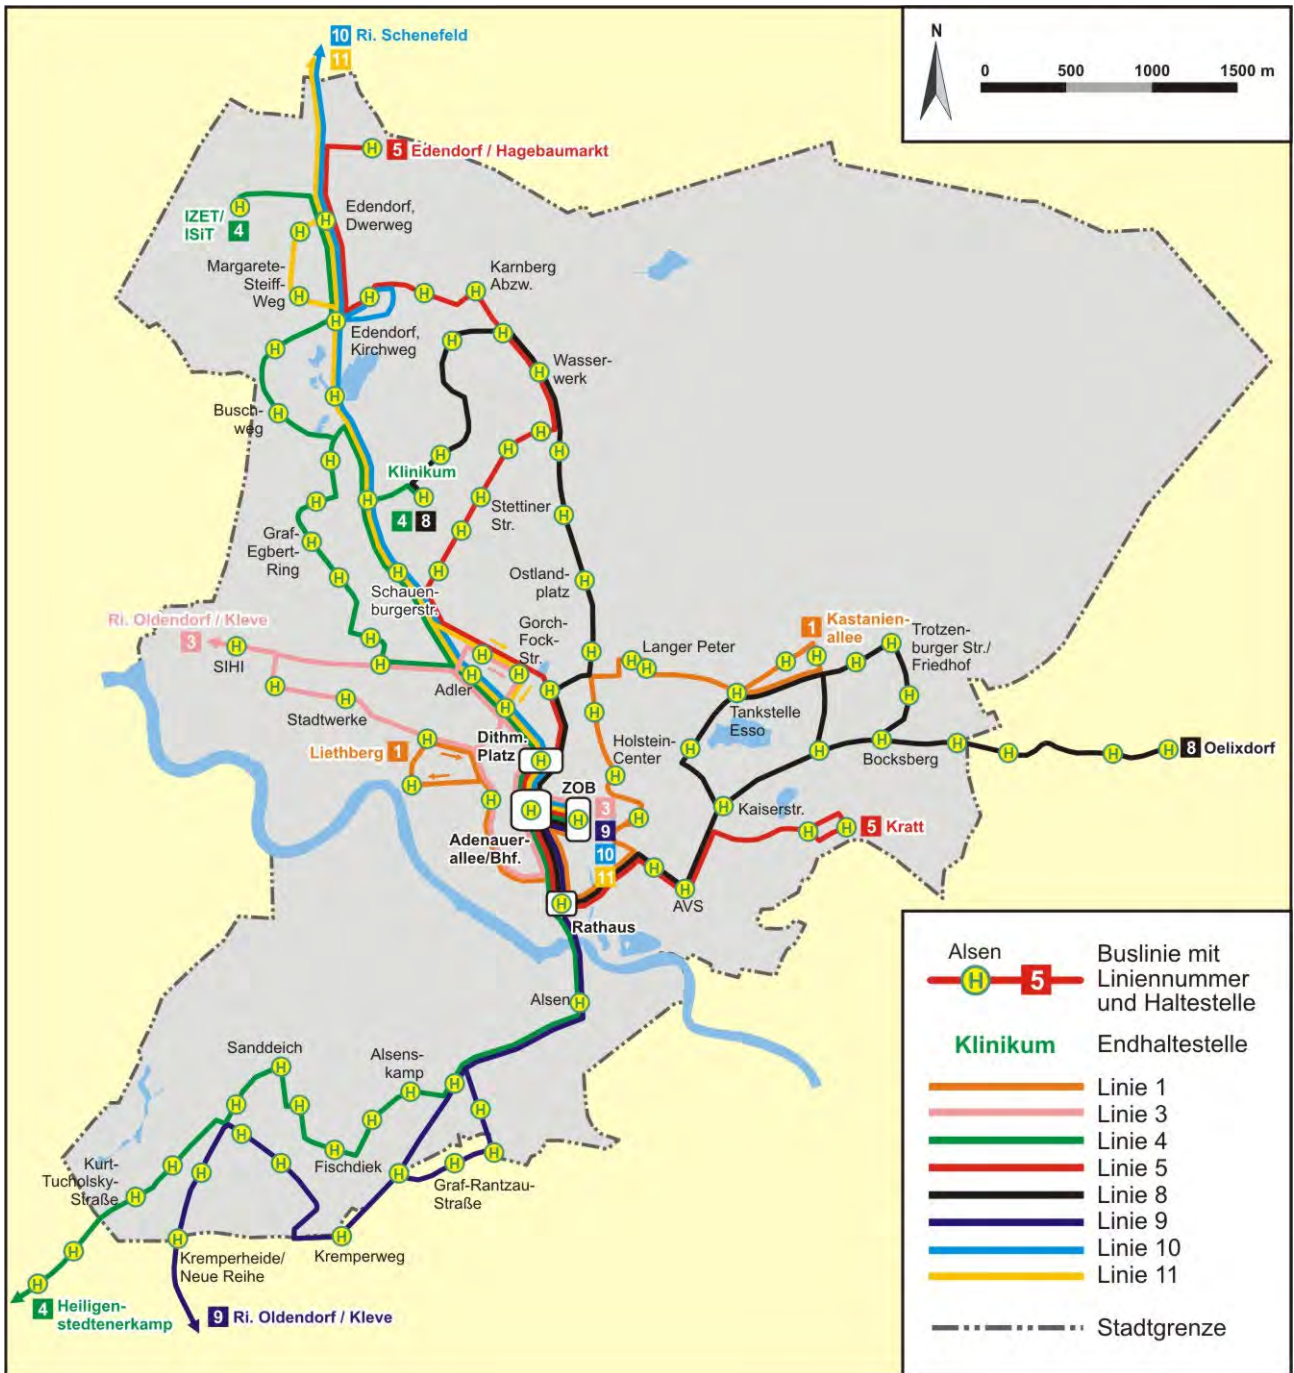 10 Ri. Schenefeld
11
N
0 500 1000 1500 m
5 Edendorf / Hagebaumarkt
IZET/
ISiT 4
Edendorf,
Dwerweg
Margarete-
Steiff-
Weg
Karnberg
Abzw.
Edendorf,
Kirchweg
Wasser-
werk
Busch-
weg
Klinikum
4 8
Stettiner
Str.
Graf-
Egbert-
Ring
Ostland-
platz
Schauen-
burgerstr.
Ri. Oldendorf / Kleve
3
SIHI
Gorch-
Fock-
Str.
Langer Peter
1 Kastanien-
allee
Trotzen-
burger Str./
Friedhof
Adler
Stadtwerke
Tankstelle
Esso
Liethberg 1
Dithm.
Platz
Holstein-
Center
Bocksberg
8 Oelixdorf
ZOB
3
9
10
11
Kaiserstr.
5 Kratt
Adenauer-
allee/Bhf.
AVS
Rathaus
Alsen
Sanddeich
Alsens-
kamp
Fischdiek
Kurt-
Tucholsky-
Straße
Graf-Rantzau-
Straße
Kremperheide/
Neue Reihe
Kremperweg
4 Heiligen-
stedtenerkamp
9 Ri. Oldendorf / Kleve
Alsen
H 5
Buslinie mit
Liniennummer
und Haltestelle
Klinikum Endhaltestelle
Linie 1
Linie 3
Linie 4
Linie 5
Linie 8
Linie 9
Linie 10
Linie 11
Stadtgrenze